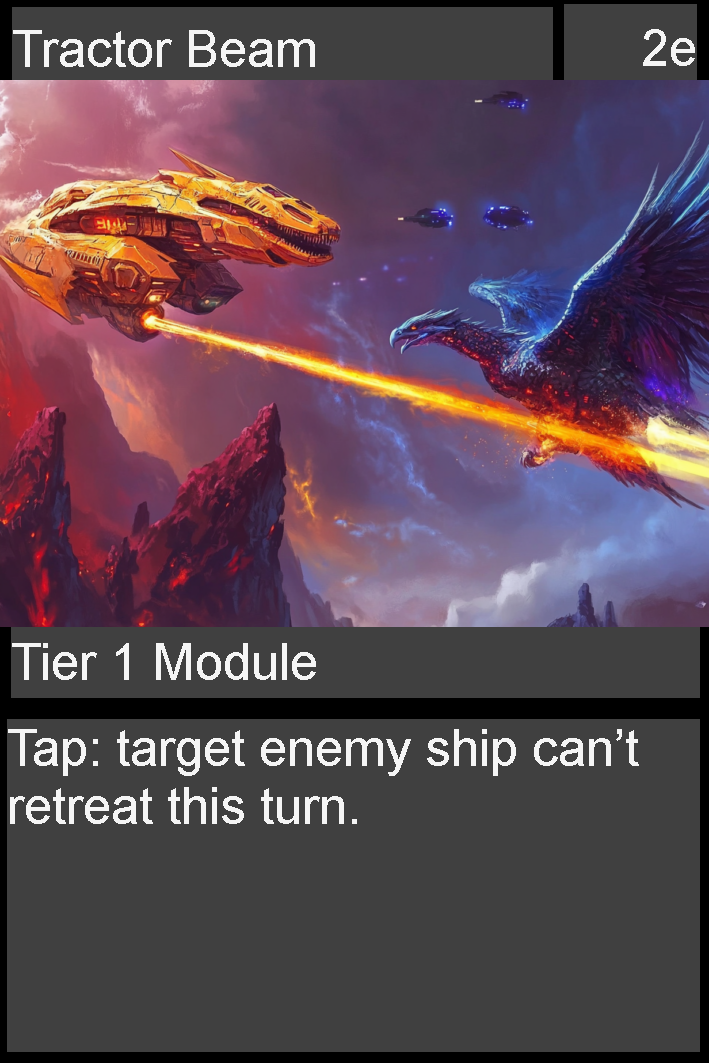 Tractor Beam
2e
Tier 1 Module
Tap: target enemy ship can’t
retreat this turn.